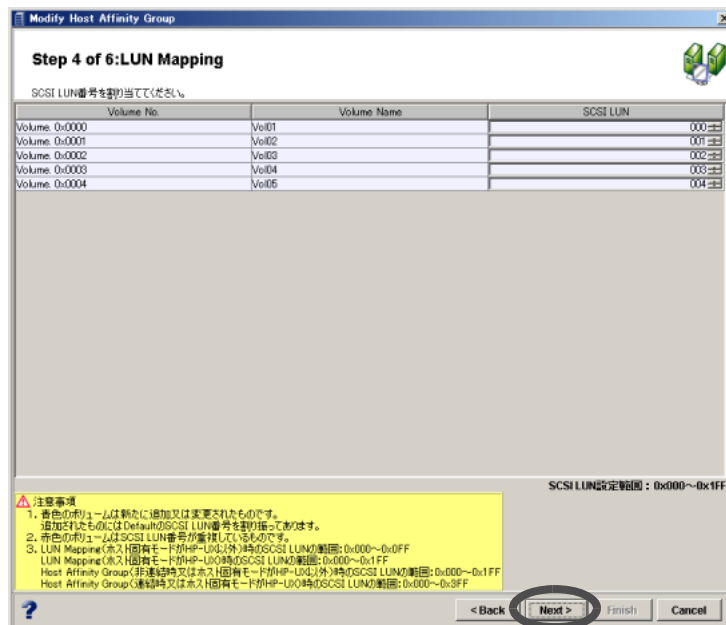 Modify Host Affinity Group
Step 4 of 6:LUN Mapping
SCSI LUN番号を割り当ててください。
Volume No. Volume Name SCSI LUN
Volume. 0x0000 Vol01 000
Volume. 0x0001 Vol02 001
Volume. 0x0002 Vol03 002
Volume. 0x0003 Vol04 003
Volume. 0x0004 Vol05 004
SCSI LUN設定範囲：0x000～0x1FF
注意事項
1. 青色のボリュームは新たに追加又は変更されたものです。
追加されたものにはDefaultのSCSI LUN番号を割り振ってあります。
2. 赤色のボリュームはSCSI LUN番号が重複しているものです。
3. LUN Mapping(ホスト固有モードがHP-UX以外)時のSCSI LUNの範囲:0x000～0x0FF
LUN Mapping(ホスト固有モードがHP-UX)時のSCSI LUNの範囲:0x000～0x1FF
Host Affinity Group(非連結時又はホスト固有モードがHP-UX以外)時のSCSI LUNの範囲:0x000～0x1FF
Host Affinity Group(連結時又はホスト固有モードがHP-UX)時のSCSI LUNの範囲:0x000～0x3FF
? < Back Next > Finish Cancel